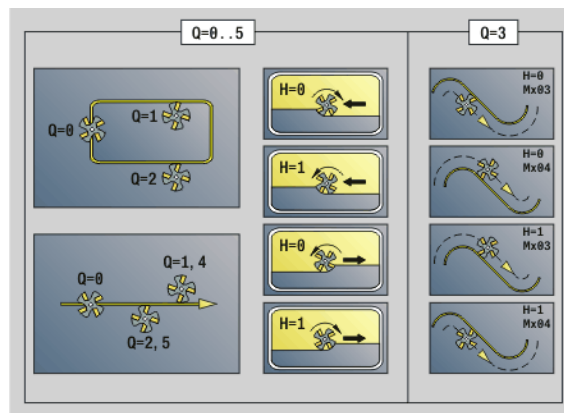 Q=0..5
Q=3
Q=0
Q=1
Q=2
Q=0
Q=1, 4
Q=2, 5
H=0
H=1
H=0
H=1
H=0
Mx03
H=0
Mx04
H=1
Mx03
H=1
Mx04